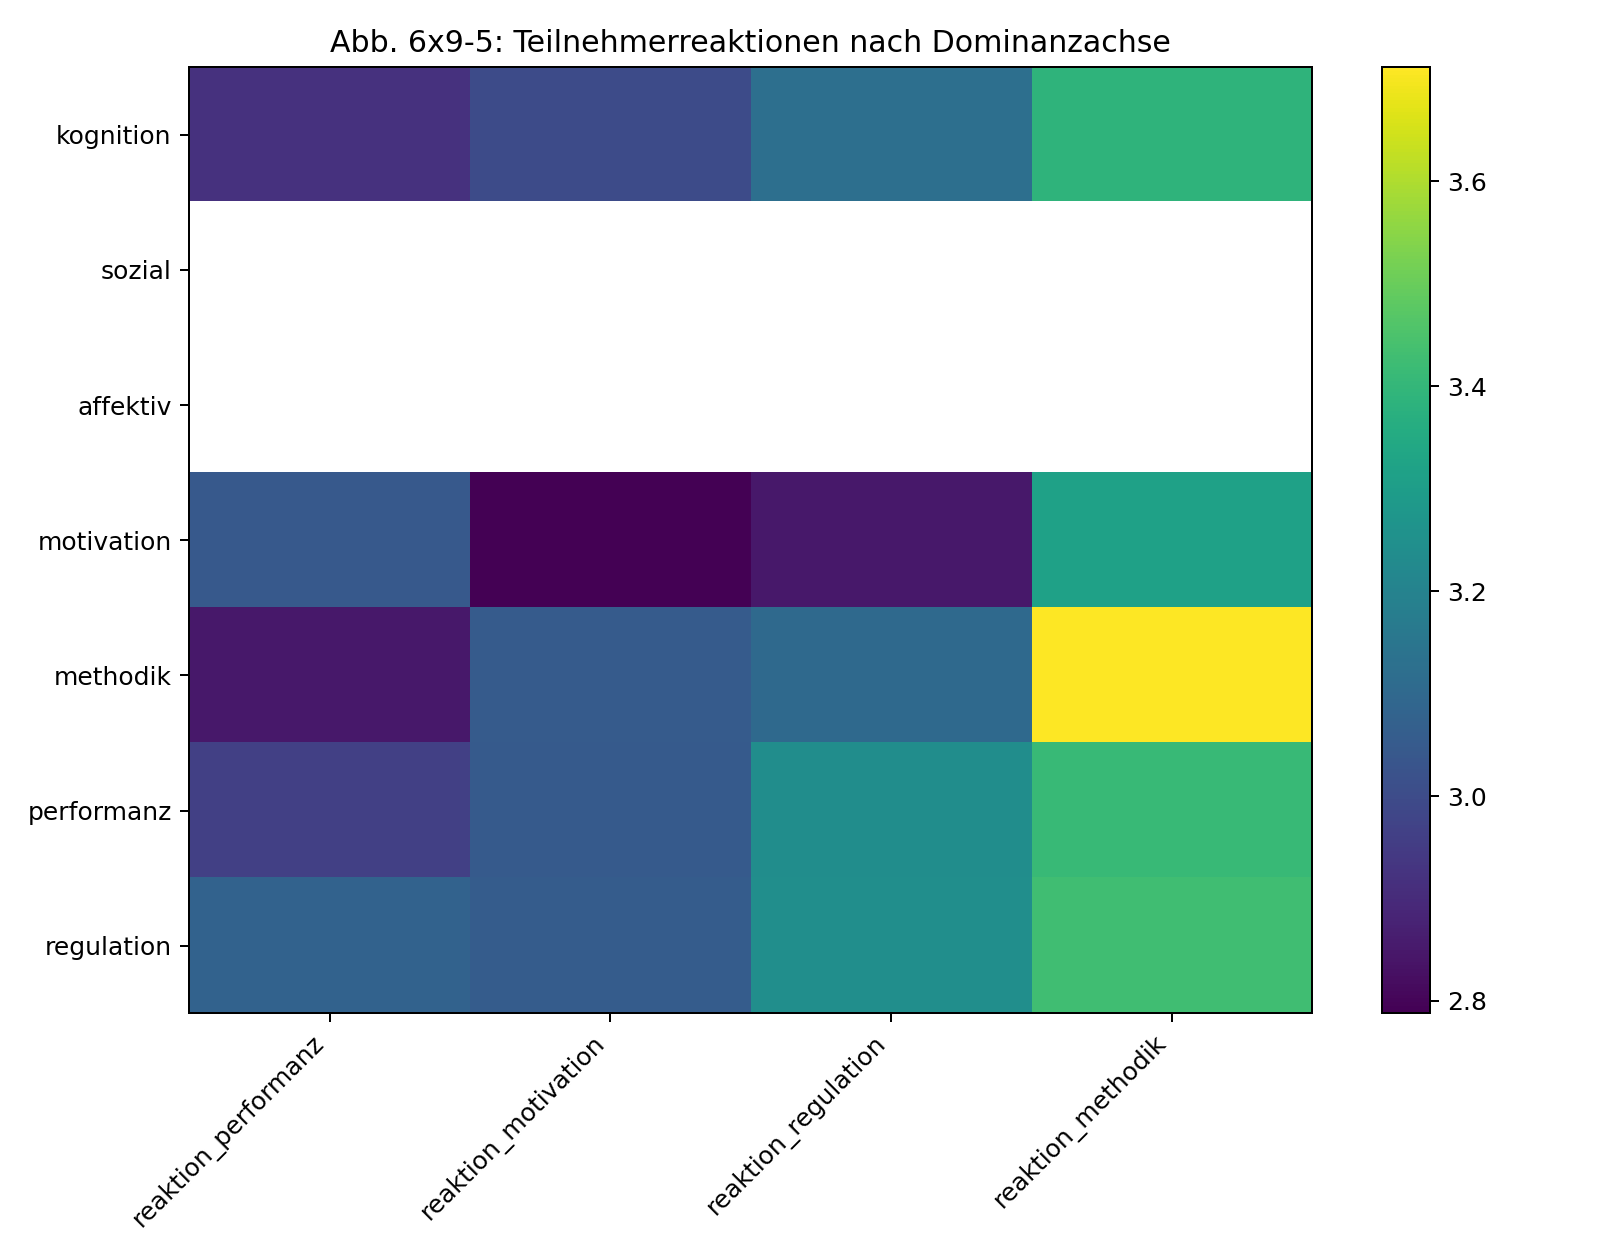 Abb. 6x9-5: Teilnehmerreaktionen nach Dominanzachse
kognition
sozial
affektiv
motivation
methodik
performanz
regulation
reaktion_performanz
reaktion_motivation
reaktion_regulation
reaktion_methodik
3.6
3.4
3.2
3.0
2.8